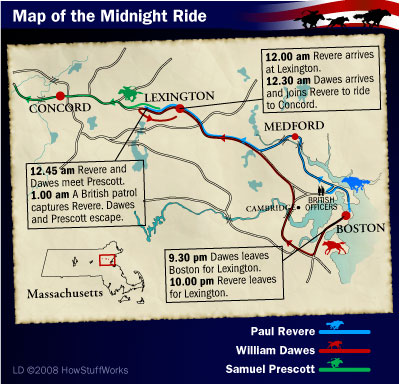 Map of the Midnight Ride
12.00 am Revere arrives
at Lexington.
12.30 am Dawes arrives
and joins Revere to ride
to Concord.
LEXINGTON
CONCORD
MEDFORD
12.45 am Revere and
Dawes meet Prescott.
1.00 am A British patrol
captures Revere. Dawes
and Prescott escape.
CAMBRIDGE
BRITISH
OFFICERS
BOSTON
9.30 pm Dawes leaves
Boston for Lexington.
10.00 pm Revere leaves
for Lexington.
Massachusetts
Paul Revere
William Dawes
Samuel Prescott
LD ©2008 HowStuffWorks